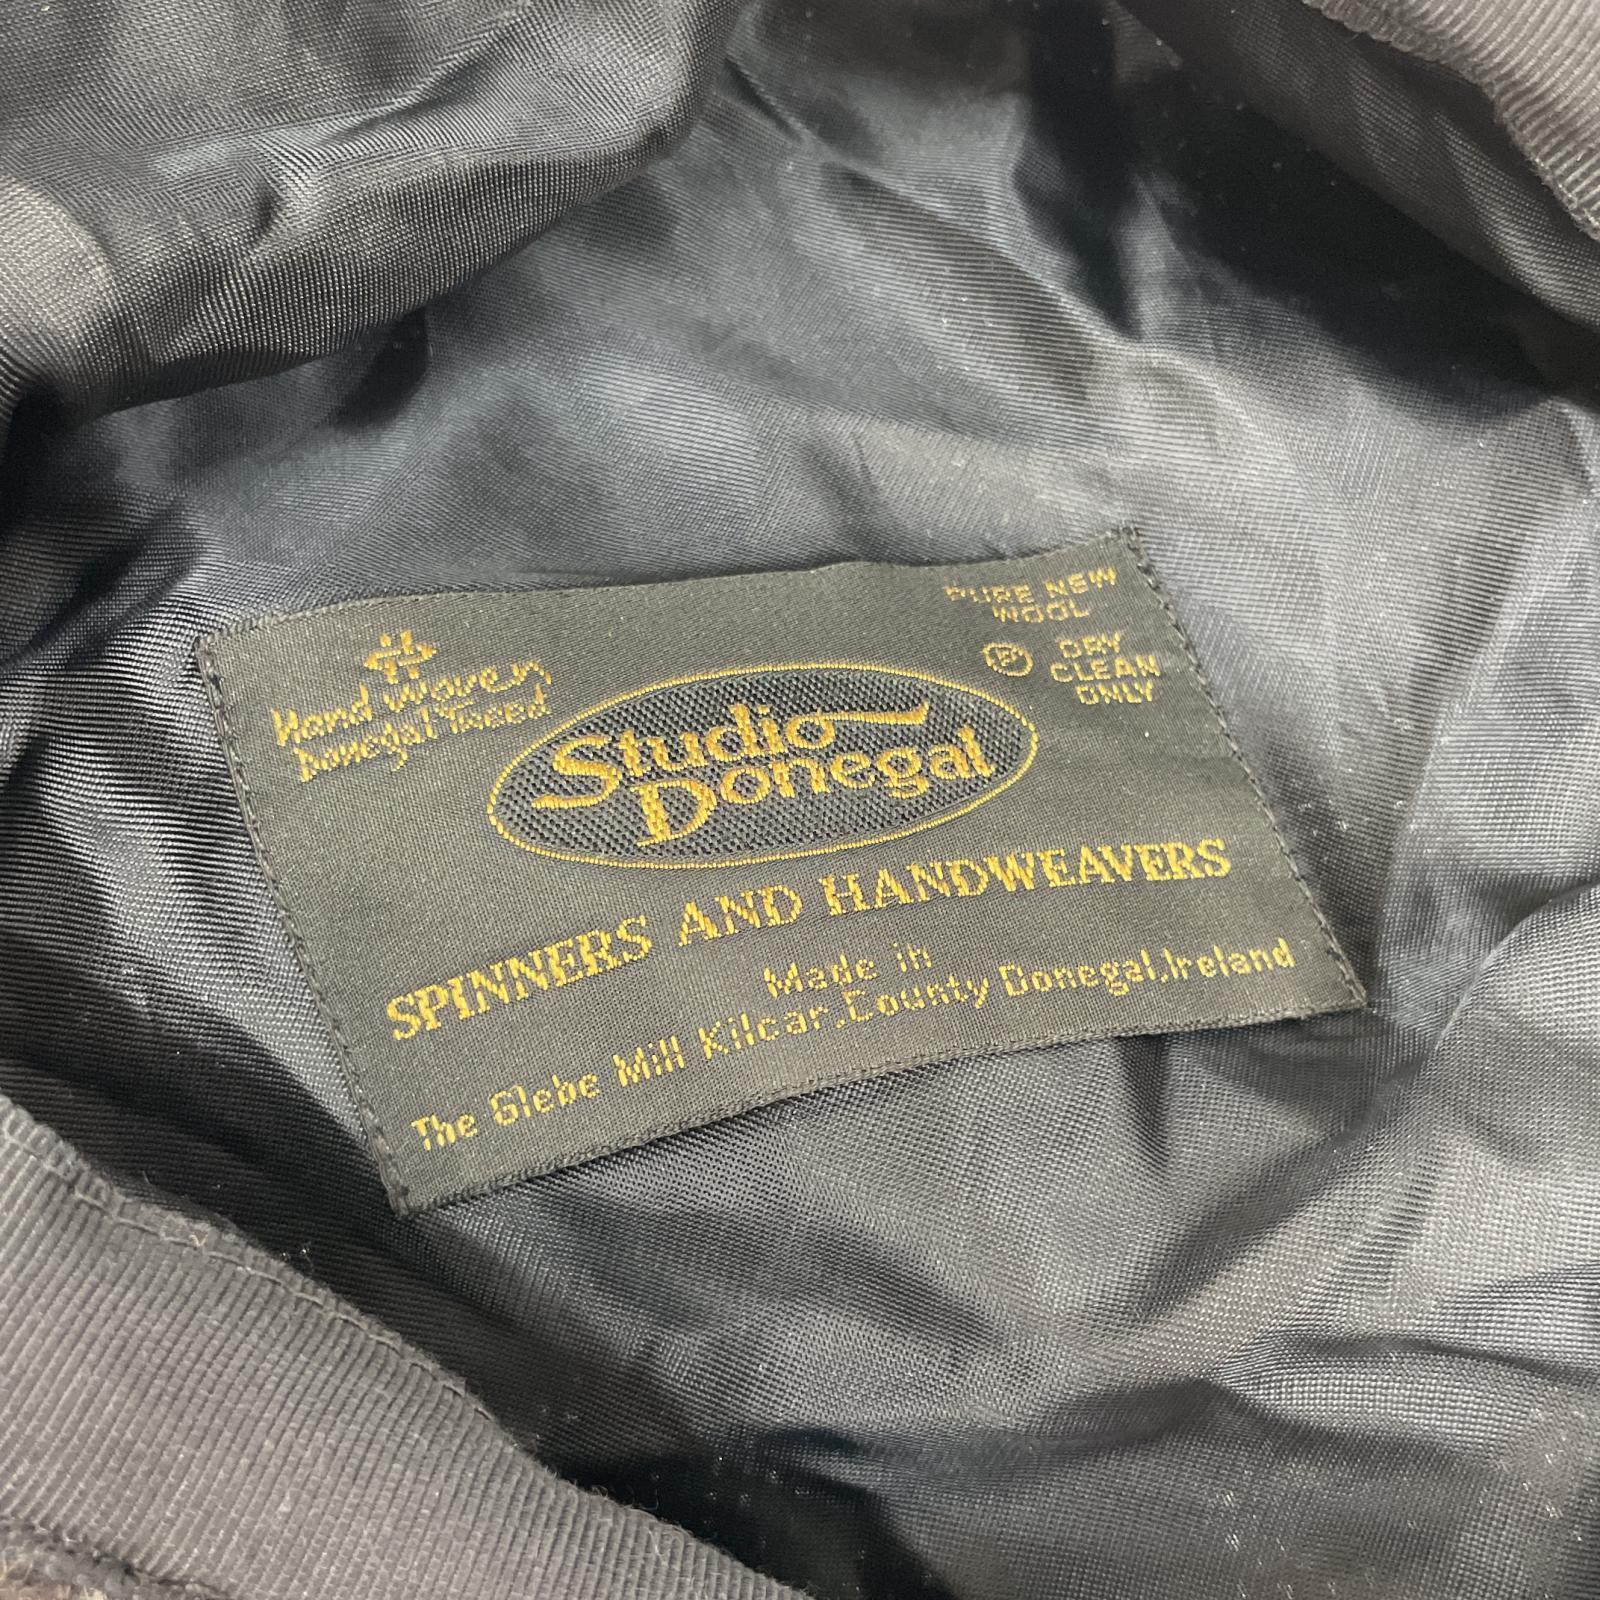 Hand Woven
Donegal Tweed
PURE NEW
WOOL
P DRY
CLEAN
ONLY
Studio
Donegal
SPINNERS AND HANDWEAVERS
Made in
The Glebe Mill Kilcar,County Donegal,Ireland